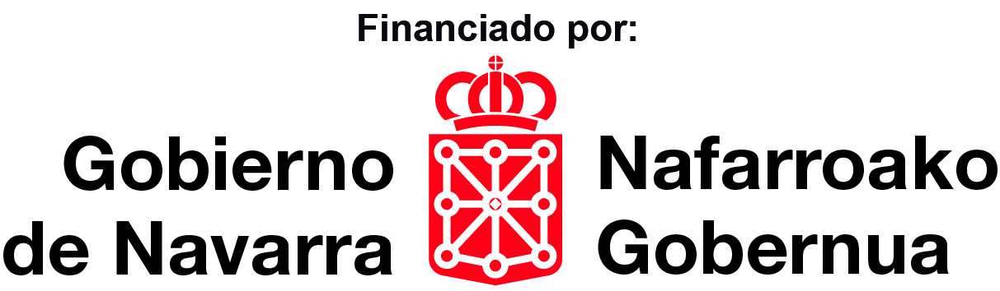 Financiado por:
Gobierno
de Navarra
Nafarroako
Gobernua